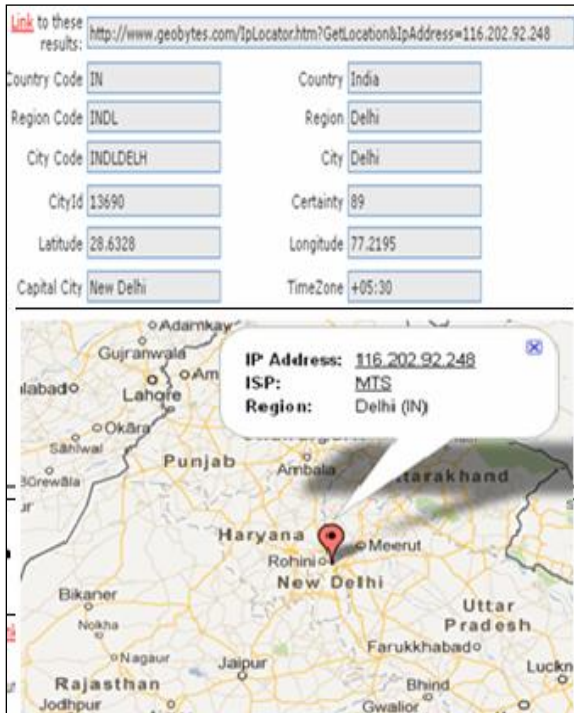 Link to these
results: http://www.geobytes.com/IpLocator.htm?GetLocation&IpAddress=116.202.92.248
Country Code IN Country India
Region Code INDL Region Delhi
City Code INDLDELH City Delhi
CityId 13690 Certainty 89
Latitude 28.6328 Longitude 77.2195
Capital City New Delhi TimeZone +05:30
Adamkay
Gujranwala
IP Address: 116.202.92.248
ISP: MTS
Region: Delhi (IN)
Lahore
Okāra
Sāhīwal
Punjab
Ambala
Haryana
Meerut
Rohini
New Delhi
Bikaner
Nokha
Uttar
Pradesh
Nagaur
Farukkhabad
Jaipur
Rajasthan
Bhind
Jodhpur
Gwalior